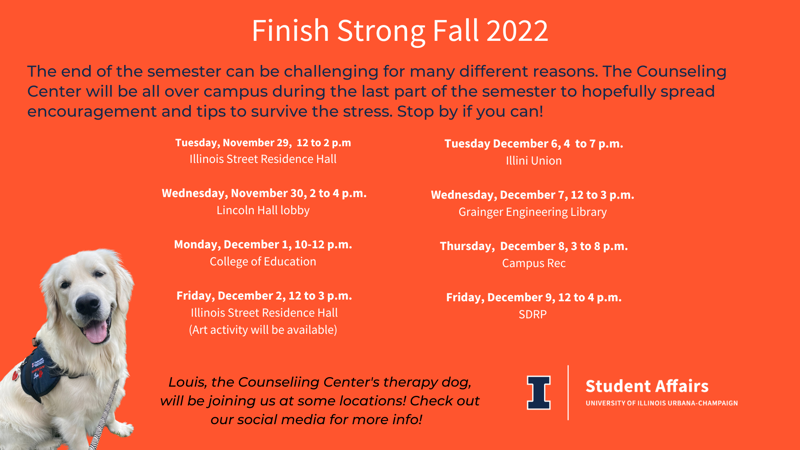 Finish Strong Fall 2022
The end of the semester can be challenging for many different reasons. The Counseling
Center will be all over campus during the last part of the semester to hopefully spread
encouragement and tips to survive the stress. Stop by if you can!
Tuesday, November 29,  12 to 2 p.m
Illinois Street Residence Hall
Wednesday, November 30, 2 to 4 p.m.
Lincoln Hall lobby
Monday, December 1, 10-12 p.m.
College of Education
Friday, December 2, 12 to 3 p.m.
Illinois Street Residence Hall
(Art activity will be available)
Tuesday December 6, 4  to 7 p.m.
Illini Union
Wednesday, December 7, 12 to 3 p.m.
Grainger Engineering Library
Thursday,  December 8, 3 to 8 p.m.
Campus Rec
Friday, December 9, 12 to 4 p.m.
SDRP
Louis, the Counseliing Center's therapy dog,
will be joining us at some locations! Check out
our social media for more info!
I
Student Affairs
UNIVERSITY OF ILLINOIS URBANA-CHAMPAIGN